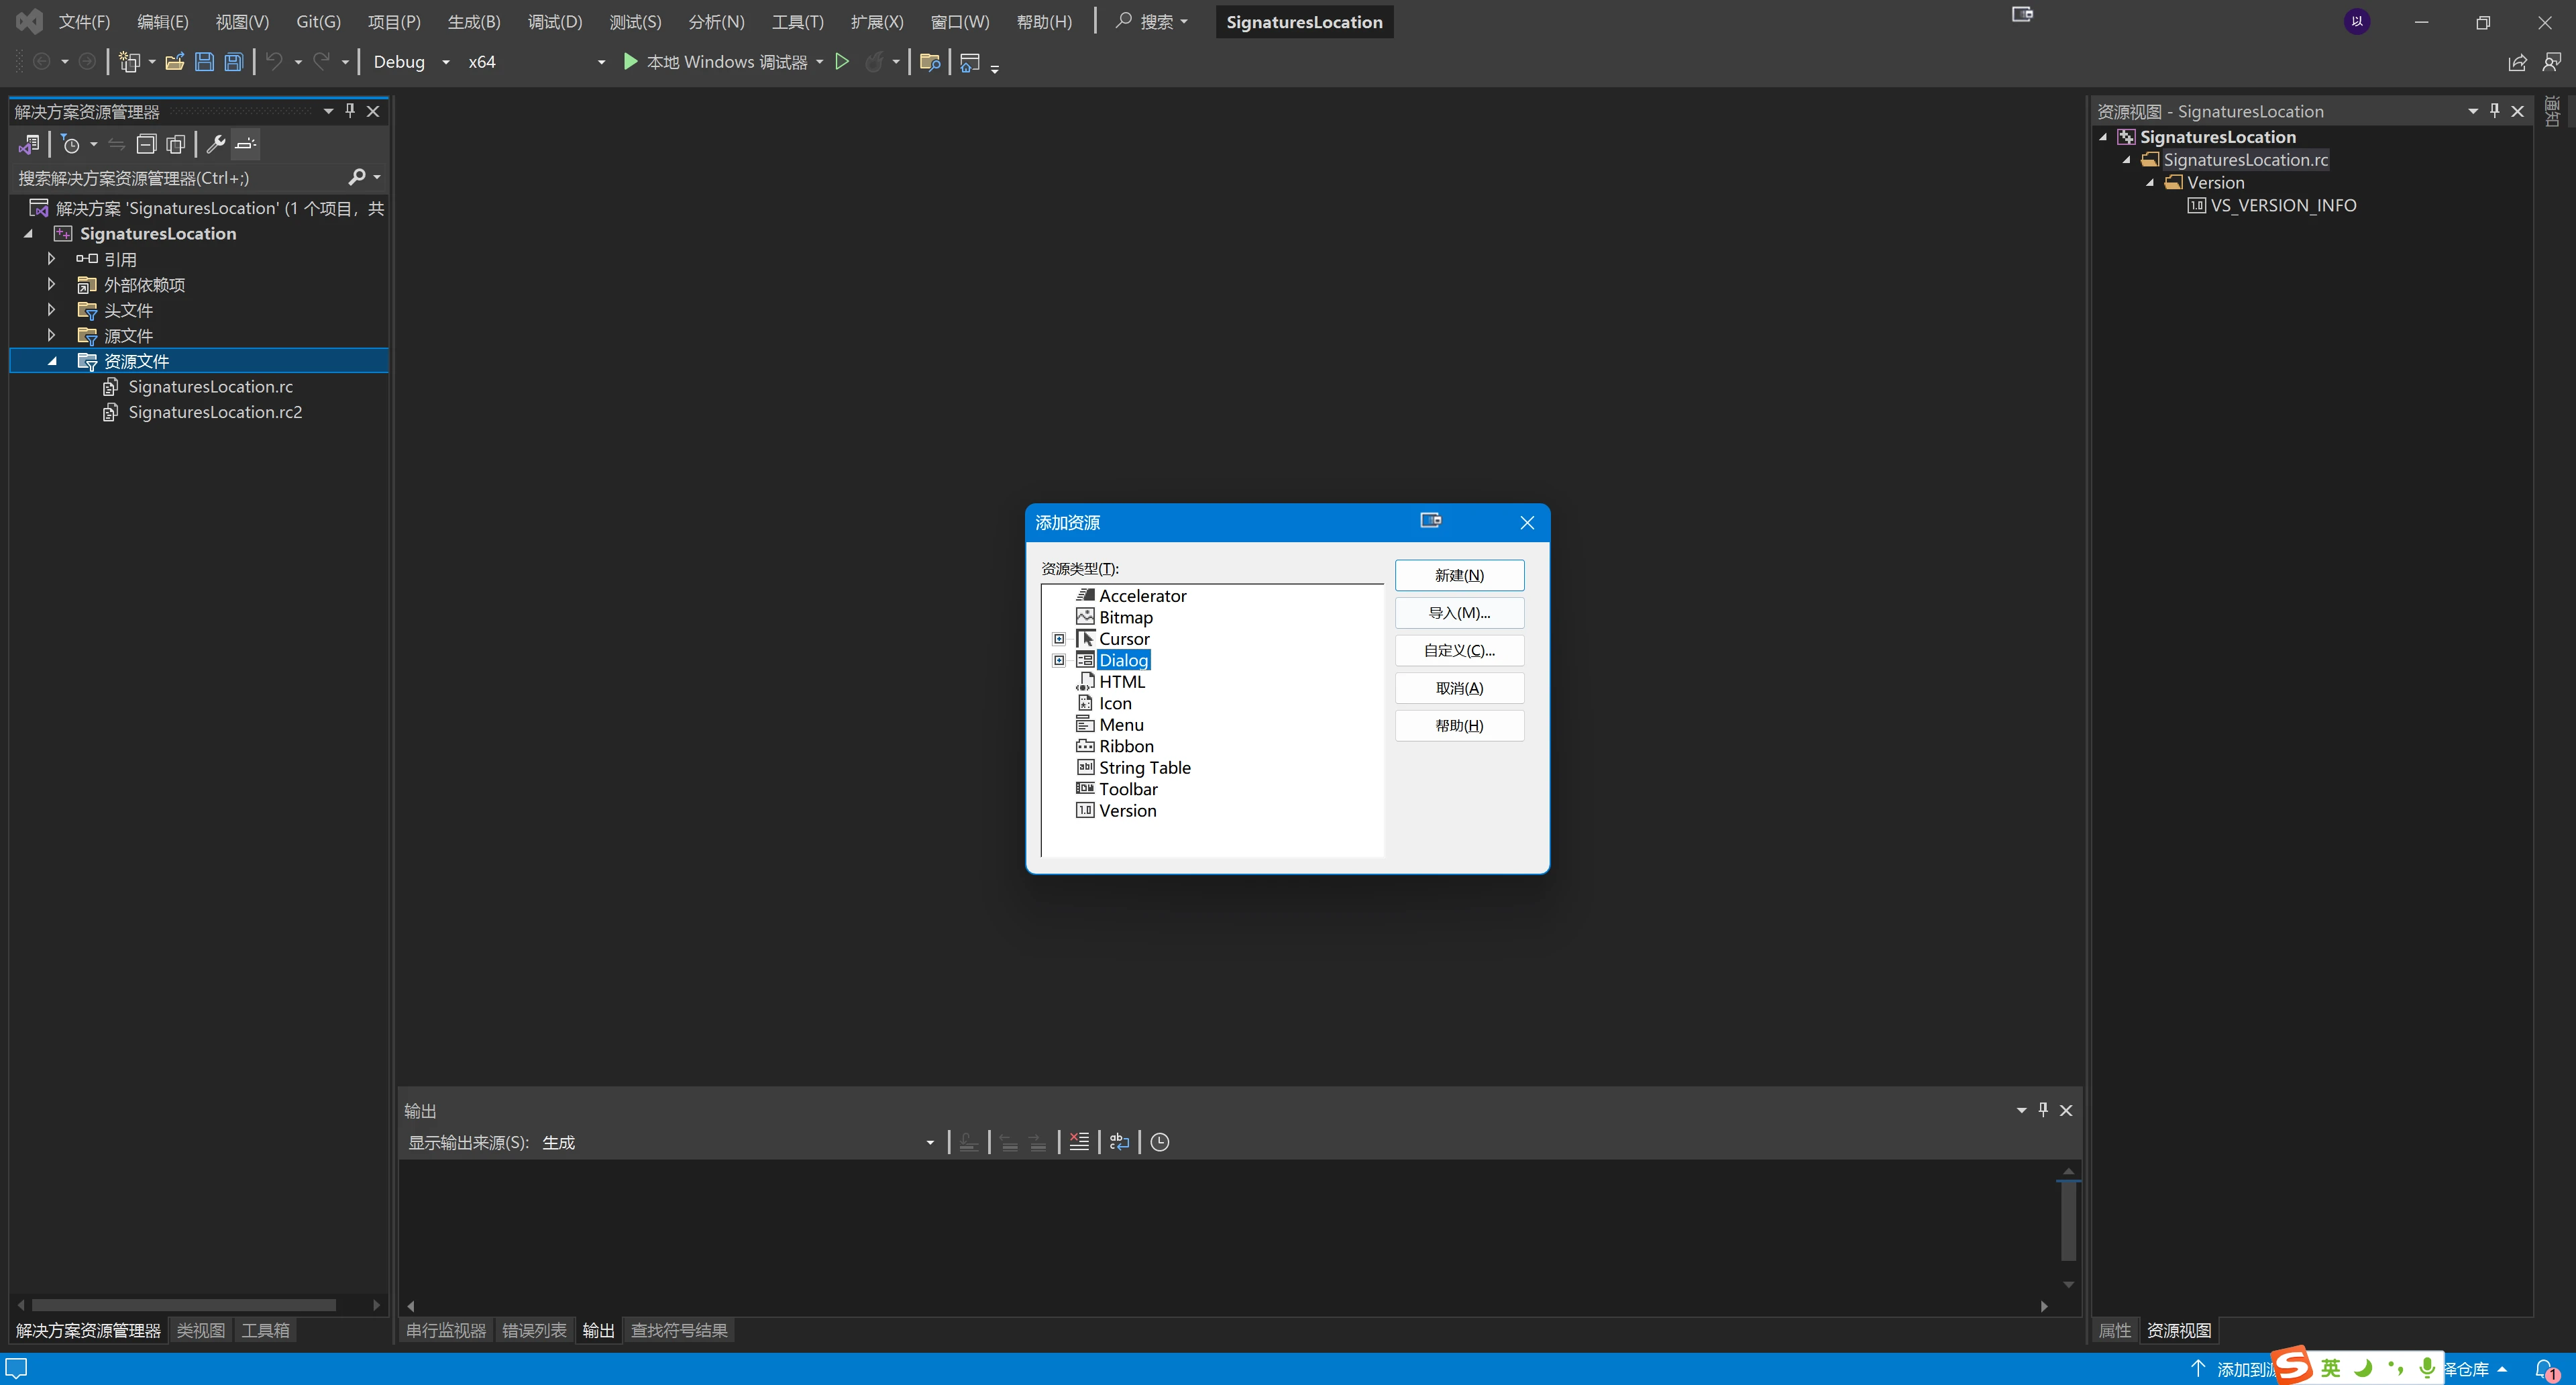 文件(F) 编辑(E) 视图(V) Git(G) 项目(P) 生成(B) 调试(D) 测试(S) 分析(N) 工具(T) 扩展(X) 窗口(W) 帮助(H) 搜索 SignaturesLocation 以
Debug x64 本地 Windows 调试器
解决方案资源管理器
搜索解决方案资源管理器(Ctrl+;)
解决方案 'SignaturesLocation' (1 个项目，共
SignaturesLocation
引用
外部依赖项
头文件
源文件
资源文件
SignaturesLocation.rc
SignaturesLocation.rc2
解决方案资源管理器 类视图 工具箱
添加资源
资源类型(T):
Accelerator
Bitmap
Cursor
Dialog
HTML
Icon
Menu
Ribbon
String Table
Toolbar
1.0 Version
新建(N)
导入(M)...
自定义(C)...
取消(A)
帮助(H)
输出
显示输出来源(S): 生成
串行监视器 错误列表 输出 查找符号结果
资源视图 - SignaturesLocation
SignaturesLocation
SignaturesLocation.rc
Version
1.0 VS_VERSION_INFO
属性 资源视图
通知
添加到源 英 择仓库 1